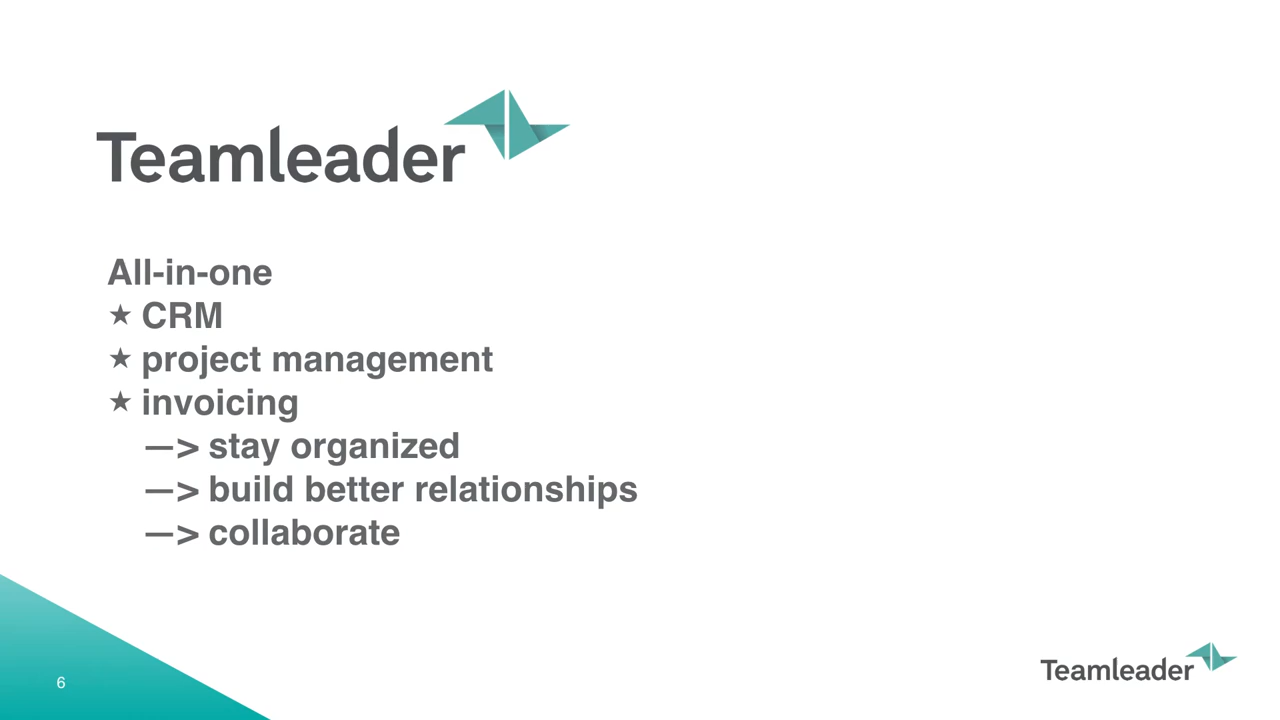 Teamleader
All-in-one
★ CRM
★ project management
★ invoicing
—> stay organized
—> build better relationships
—> collaborate
6
Teamleader